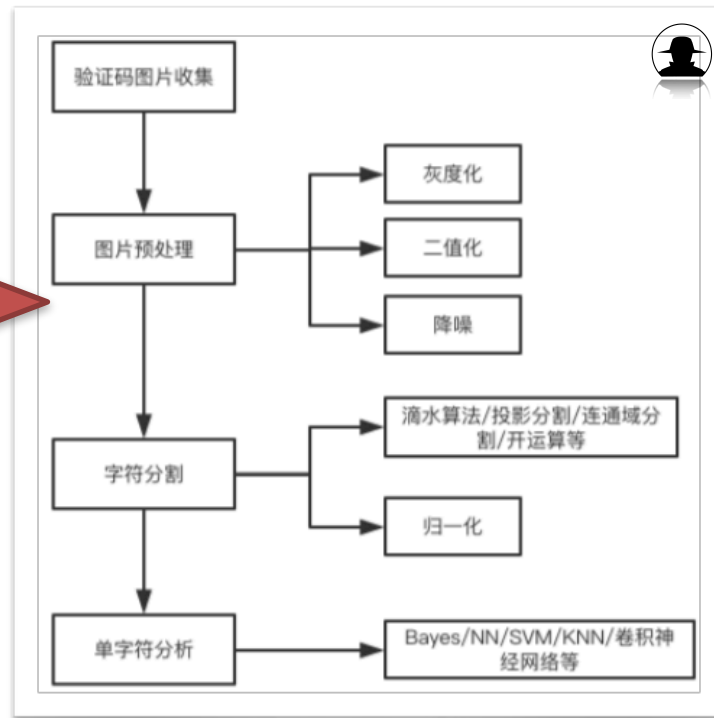 验证码图片收集
灰度化
图片预处理
二值化
降噪
滴水算法/投影分割/连通域分
割/开运算等
字符分割
归一化
单字符分析
Bayes/NN/SVM/KNN/卷积神
经网络等